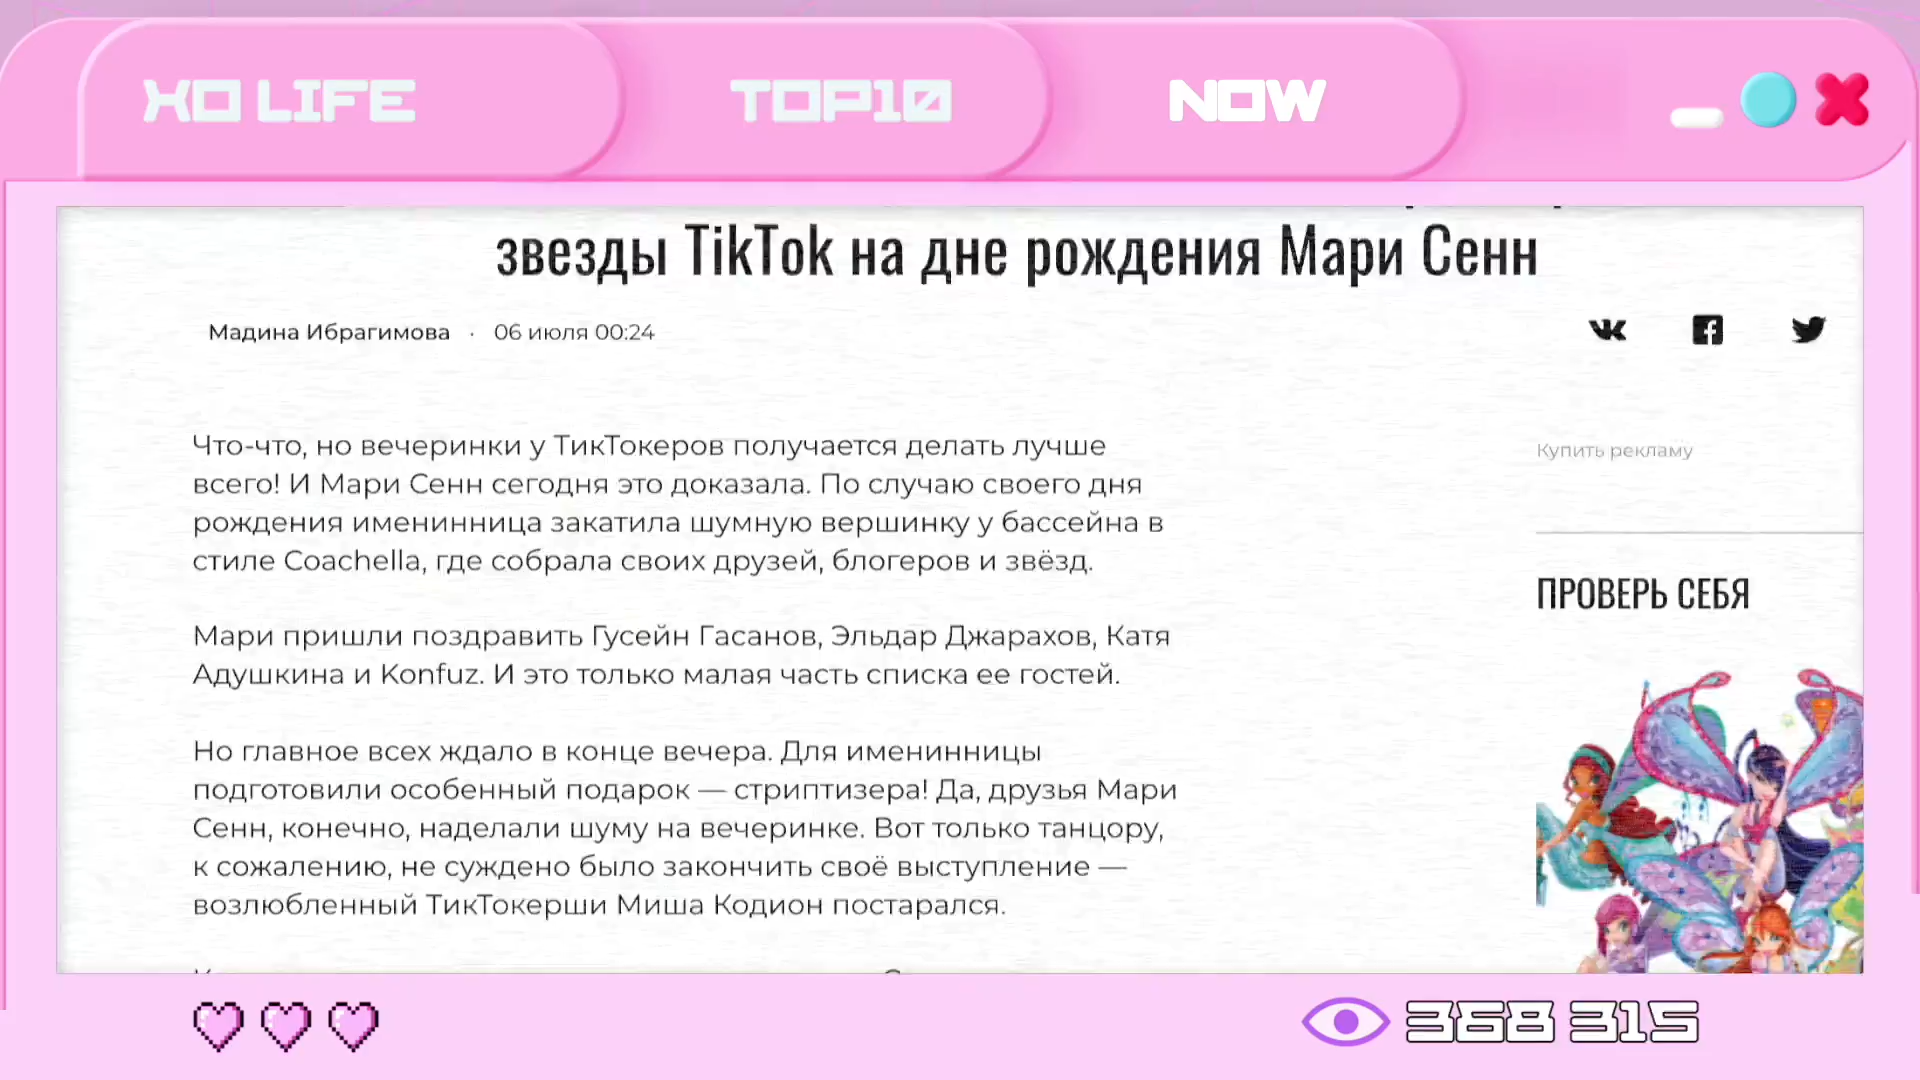 XO LIFE
TOP10
NOW
звезды TikTok на дне рождения Мари Сенн
Мадина Ибрагимова · 06 июля 00:24
Что-что, но вечеринки у ТикТокеров получается делать лучше
всего! И Мари Сенн сегодня это доказала. По случаю своего дня
рождения именинница закатила шумную вершинку у бассейна в
стиле Coachella, где собрала своих друзей, блогеров и звёзд.
Мари пришли поздравить Гусейн Гасанов, Эльдар Джарахов, Катя
Адушкина и Konfuz. И это только малая часть списка ее гостей.
Но главное всех ждало в конце вечера. Для именинницы
подготовили особенный подарок — стриптизера! Да, друзья Мари
Сенн, конечно, наделали шуму на вечеринке. Вот только танцору,
к сожалению, не суждено было закончить своё выступление —
возлюбленный ТикТокерши Миша Кодион постарался.
Купить рекламу
ПРОВЕРЬ СЕБЯ
368 315